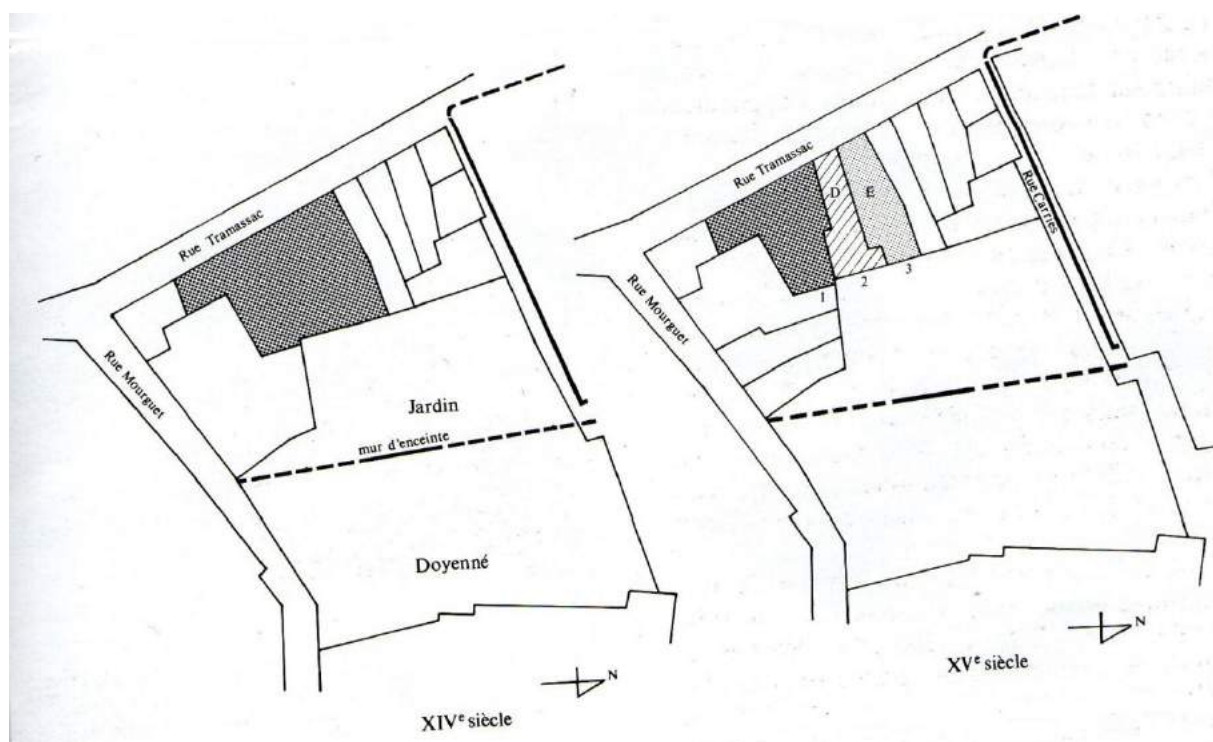 Rue Tramassac
Rue Mourguet
Jardin
mur d'enceinte
Doyenné
N
XIVe siècle
Rue Tramassac
D
E
Rue Carriès
Rue Mourguet
1
2
3
N
XVe siècle